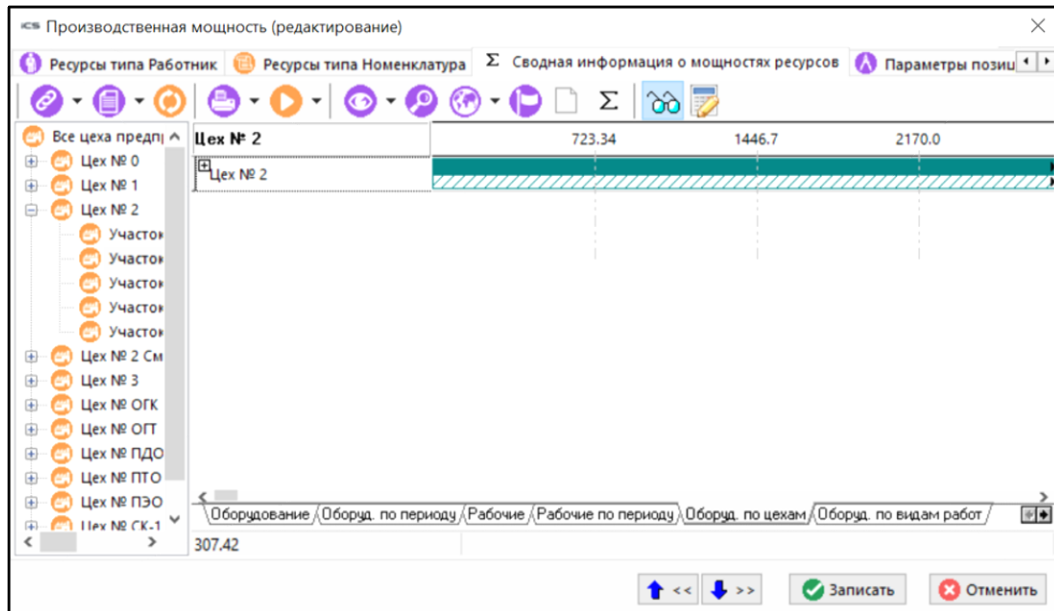 iCS Производственная мощность (редактирование)
Ресурсы типа Работник Ресурсы типа Номенклатура Σ Сводная информация о мощностях ресурсов Параметры позиц
Σ
Все цеха предпр
Цех № 0
Цех № 1
Цех № 2
Участок
Участок
Участок
Участок
Участок
Цех № 2 См
Цех № 3
Цех № ОГК
Цех № ОГТ
Цех № ПДО
Цех № ПТО
Цех № ПЭО
Цех № СК-1
Цех № 2 723.34 1446.7 2170.0
Цех № 2
Оборудование Оборуд. по периоду Рабочие Рабочие по периоду Оборуд. по цехам Оборуд. по видам работ
307.42
<< >> Записать Отменить